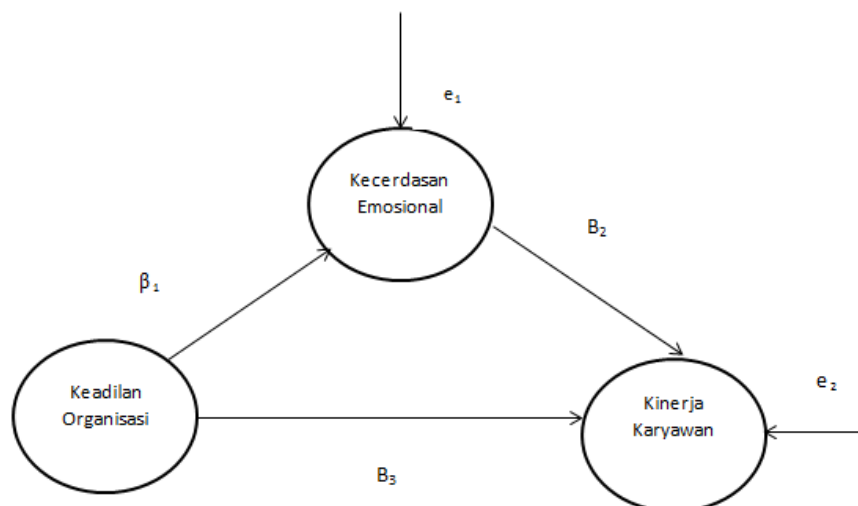 e₁
Kecerdasan
Emosional
B₂
β₁
Keadilan
Organisasi
Kinerja
Karyawan
e₂
B₃